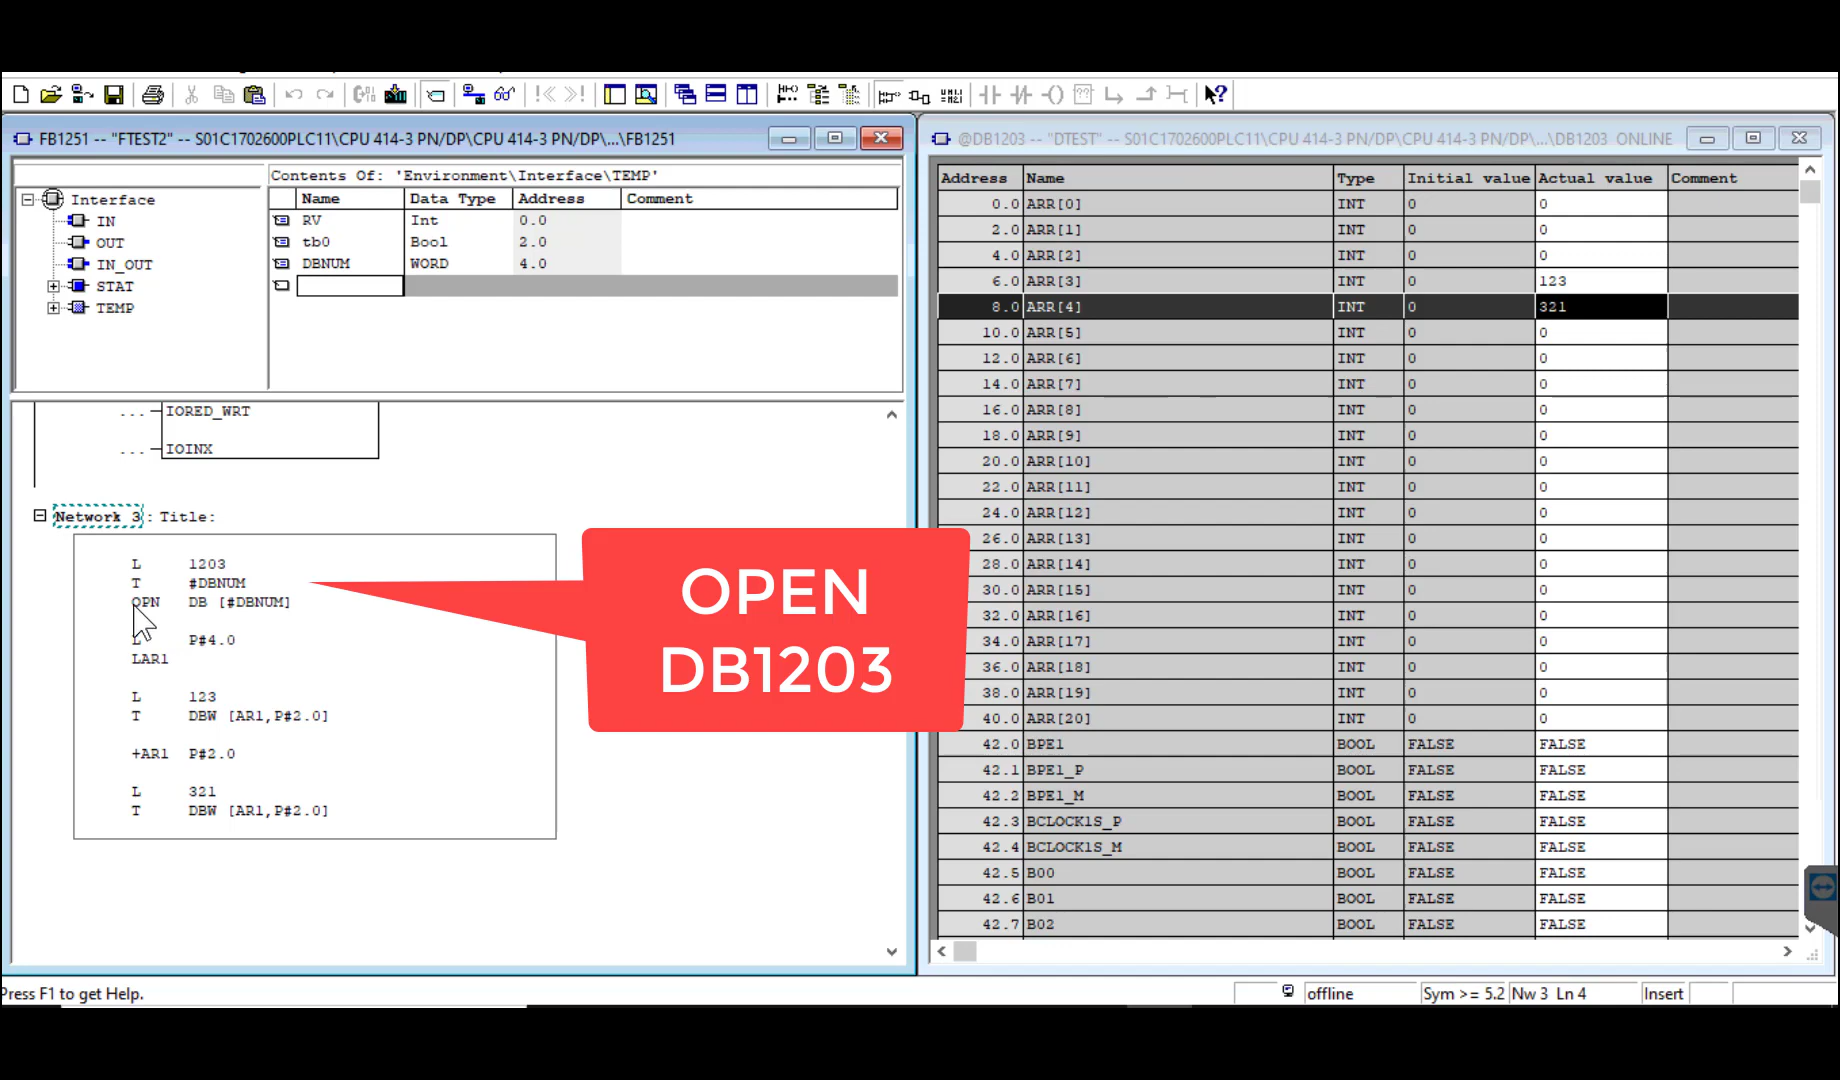 FB1251 -- "FTEST2" -- S01C1702600PLC11\CPU 414-3 PN/DP\CPU 414-3 PN/DP\...\FB1251
Contents Of: 'Environment\Interface\TEMP'
Interface
IN
OUT
IN_OUT
STAT
TEMP
Name Data Type Address Comment
RV Int 0.0
tb0 Bool 2.0
DBNUM WORD 4.0
... IORED_WRT
... IOINX
Network 3 : Title:
L 1203
T #DBNUM
OPN DB [#DBNUM]
L P#4.0
LAR1
L 123
T DBW [AR1,P#2.0]
+AR1 P#2.0
L 321
T DBW [AR1,P#2.0]
OPEN
DB1203
@DB1203 -- "DTEST" -- S01C1702600PLC11\CPU 414-3 PN/DP\CPU 414-3 PN/DP\...\DB1203 ONLINE
Address Name Type Initial value Actual value Comment
0.0 ARR[0] INT 0 0
2.0 ARR[1] INT 0 0
4.0 ARR[2] INT 0 0
6.0 ARR[3] INT 0 123
8.0 ARR[4] INT 0 321
10.0 ARR[5] INT 0 0
12.0 ARR[6] INT 0 0
14.0 ARR[7] INT 0 0
16.0 ARR[8] INT 0 0
18.0 ARR[9] INT 0 0
20.0 ARR[10] INT 0 0
22.0 ARR[11] INT 0 0
24.0 ARR[12] INT 0 0
26.0 ARR[13] INT 0 0
28.0 ARR[14] INT 0 0
30.0 ARR[15] INT 0 0
32.0 ARR[16] INT 0 0
34.0 ARR[17] INT 0 0
36.0 ARR[18] INT 0 0
38.0 ARR[19] INT 0 0
40.0 ARR[20] INT 0 0
42.0 BPE1 BOOL FALSE FALSE
42.1 BPE1_P BOOL FALSE FALSE
42.2 BPE1_M BOOL FALSE FALSE
42.3 BCLOCK1S_P BOOL FALSE FALSE
42.4 BCLOCK1S_M BOOL FALSE FALSE
42.5 B00 BOOL FALSE FALSE
42.6 B01 BOOL FALSE FALSE
42.7 B02 BOOL FALSE FALSE
Press F1 to get Help.
offline Sym >= 5.2 Nw 3 Ln 4 Insert